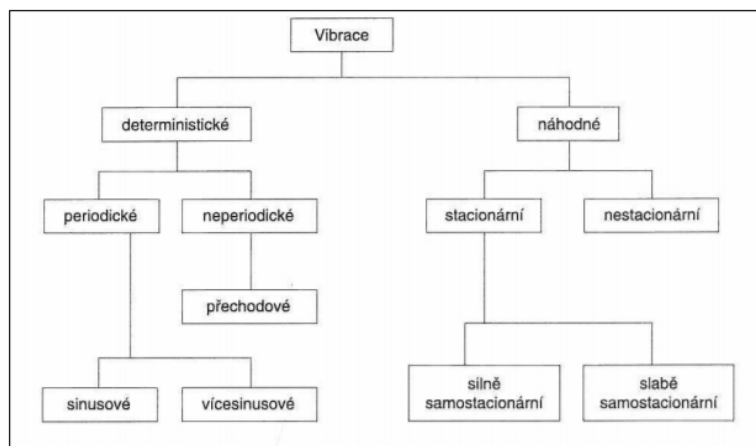 Vibrace
deterministické
náhodné
periodické
neperiodické
stacionární
nestacionární
přechodové
sinusové
vícesinusové
silně
samostacionární
slabě
samostacionární